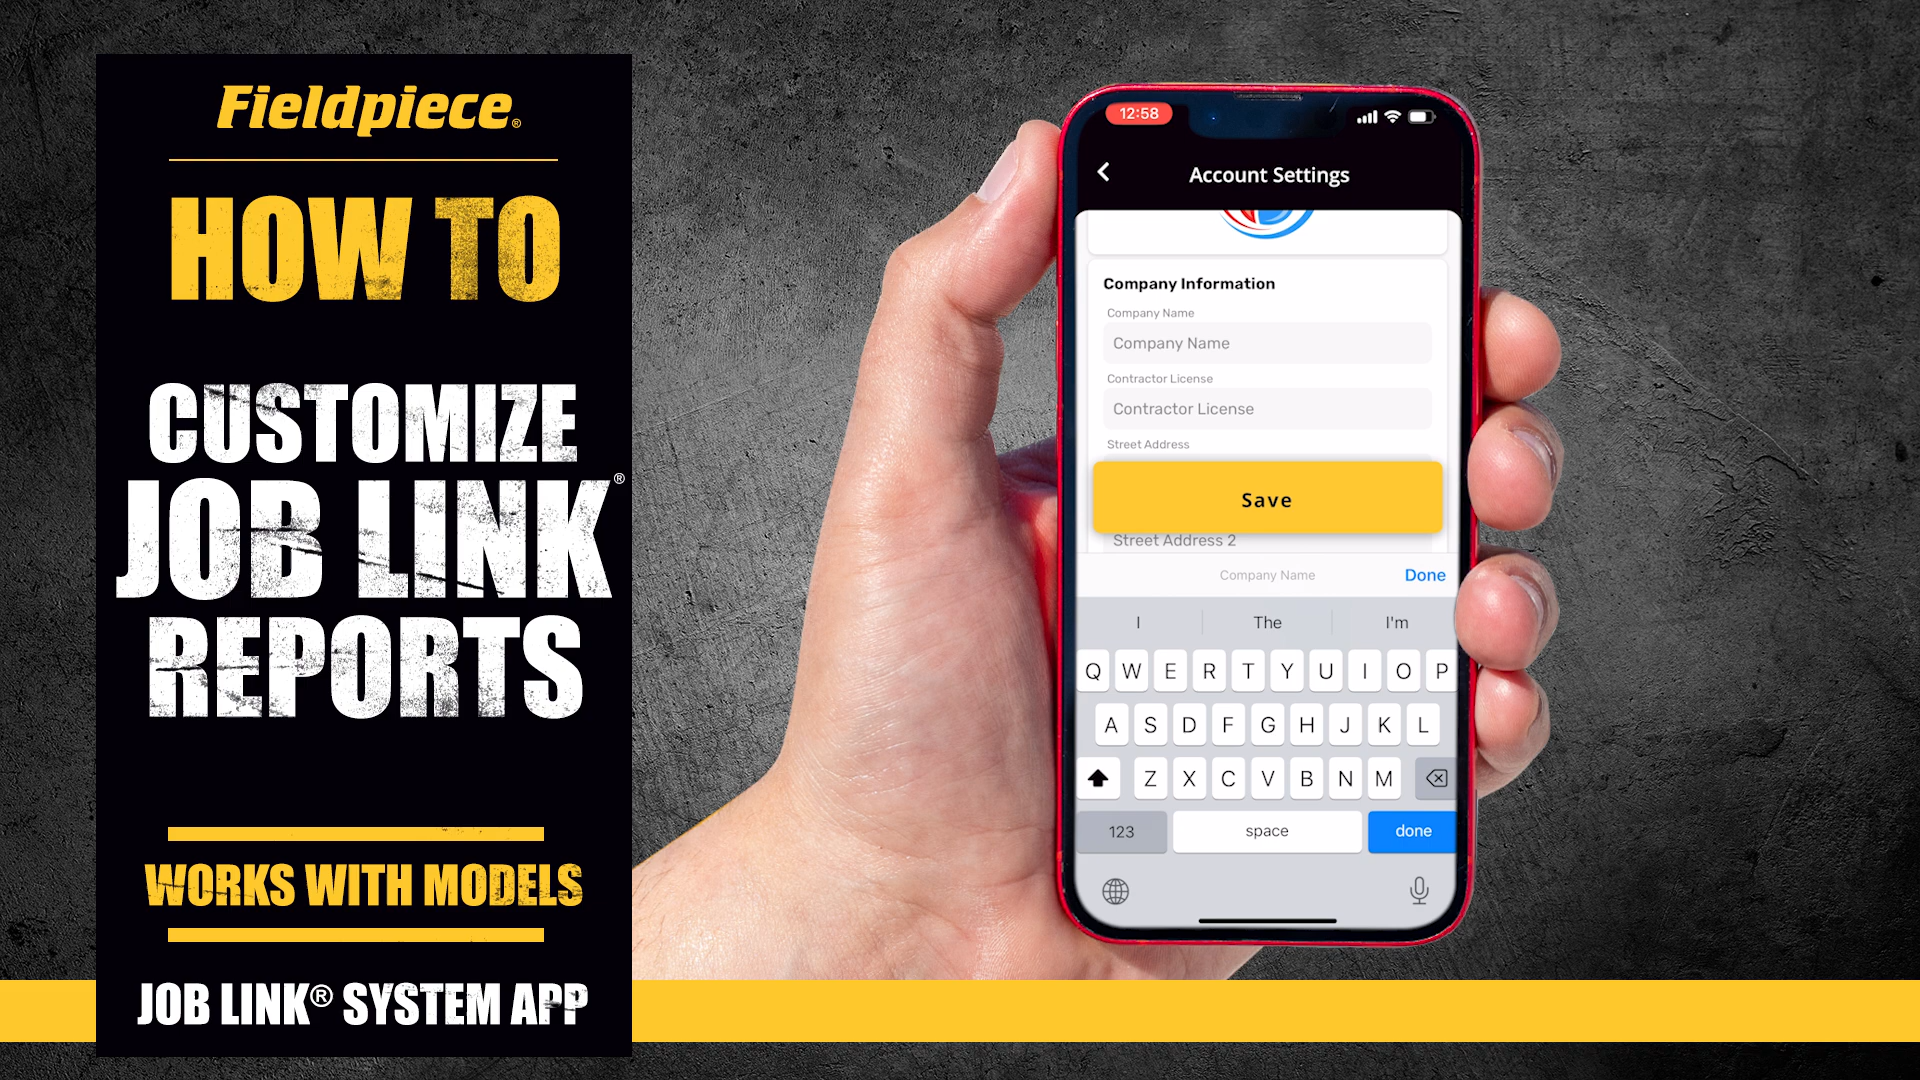 Fieldpiece®
HOW TO
CUSTOMIZE
JOB LINK®
REPORTS
WORKS WITH MODELS
JOB LINK® SYSTEM APP
12:58
Account Settings
Company Information
Company Name
Company Name
Contractor License
Contractor License
Street Address
Save
Street Address 2
Company Name Done
I The I'm
Q W E R T Y U I O P
A S D F G H J K L
Z X C V B N M
123 space done